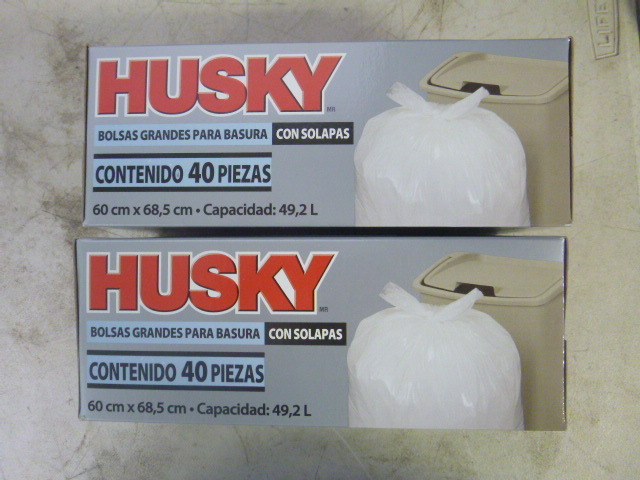 HUSKY
MR
BOLSAS GRANDES PARA BASURA CON SOLAPAS
CONTENIDO 40 PIEZAS
60 cm x 68,5 cm • Capacidad: 49,2 L
HUSKY
MR
BOLSAS GRANDES PARA BASURA CON SOLAPAS
CONTENIDO 40 PIEZAS
60 cm x 68,5 cm • Capacidad: 49,2 L